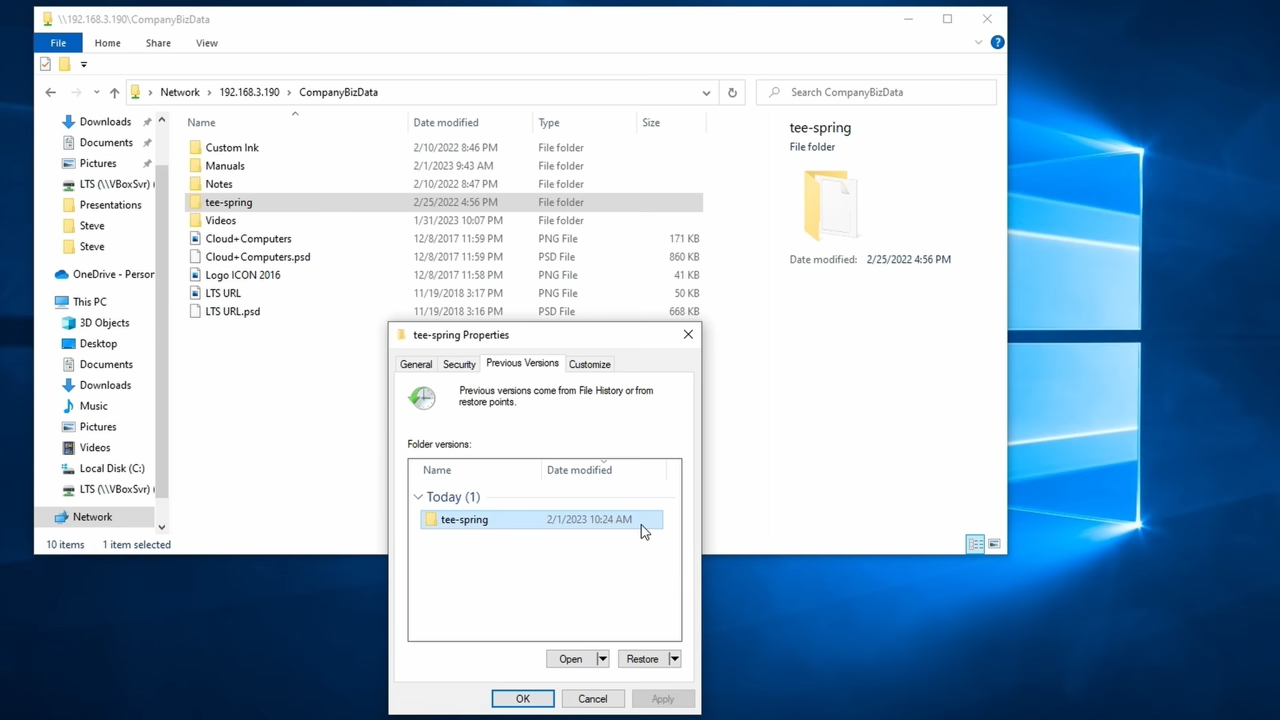 \\192.168.3.190\CompanyBizData
File Home Share View
Network 192.168.3.190 CompanyBizData
Search CompanyBizData
Downloads
Documents
Pictures
LTS (\\VBoxSvr) (
Presentations
Steve
Steve
OneDrive - Person
This PC
3D Objects
Desktop
Documents
Downloads
Music
Pictures
Videos
Local Disk (C:)
LTS (\\VBoxSvr) (
Network
Name Date modified Type Size
Custom Ink 2/10/2022 8:46 PM File folder
Manuals 2/1/2023 9:43 AM File folder
Notes 2/10/2022 8:47 PM File folder
tee-spring 2/25/2022 4:56 PM File folder
Videos 1/31/2023 10:07 PM File folder
Cloud+Computers 12/8/2017 11:59 PM PNG File 171 KB
Cloud+Computers.psd 12/8/2017 11:59 PM PSD File 860 KB
Logo ICON 2016 12/8/2017 11:58 PM PNG File 41 KB
LTS URL 11/19/2018 3:17 PM PNG File 50 KB
LTS URL.psd 11/19/2018 3:16 PM PSD File 668 KB
tee-spring
File folder
Date modified: 2/25/2022 4:56 PM
10 items 1 item selected
tee-spring Properties
General Security Previous Versions Customize
Previous versions come from File History or from
restore points.
Folder versions:
Name Date modified
Today (1)
tee-spring 2/1/2023 10:24 AM
Open Restore
OK Cancel Apply